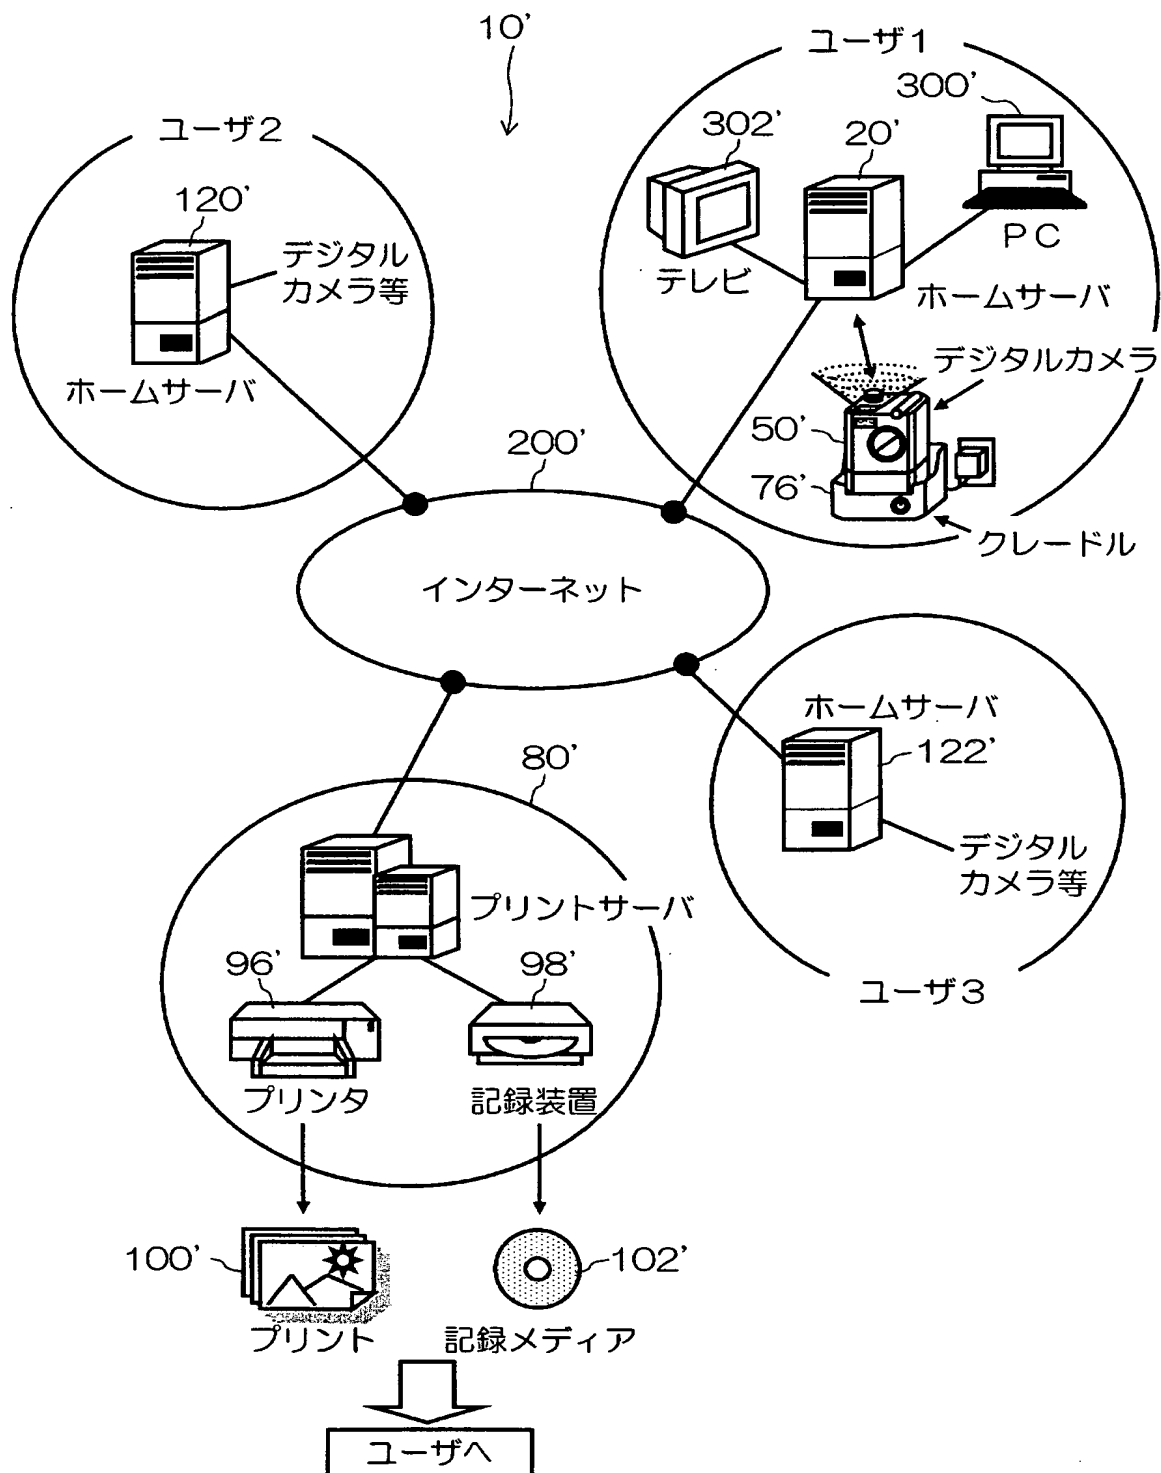 10'
ユーザ1
300'
302'
20'
PC
テレビ
ホームサーバ
デジタルカメラ
50'
76'
クレードル
ユーザ2
120'
デジタル
カメラ等
ホームサーバ
200'
インターネット
ホームサーバ
122'
デジタル
カメラ等
ユーザ3
80'
プリントサーバ
96'
98'
プリンタ
記録装置
100'
102'
プリント
記録メディア
ユーザへ